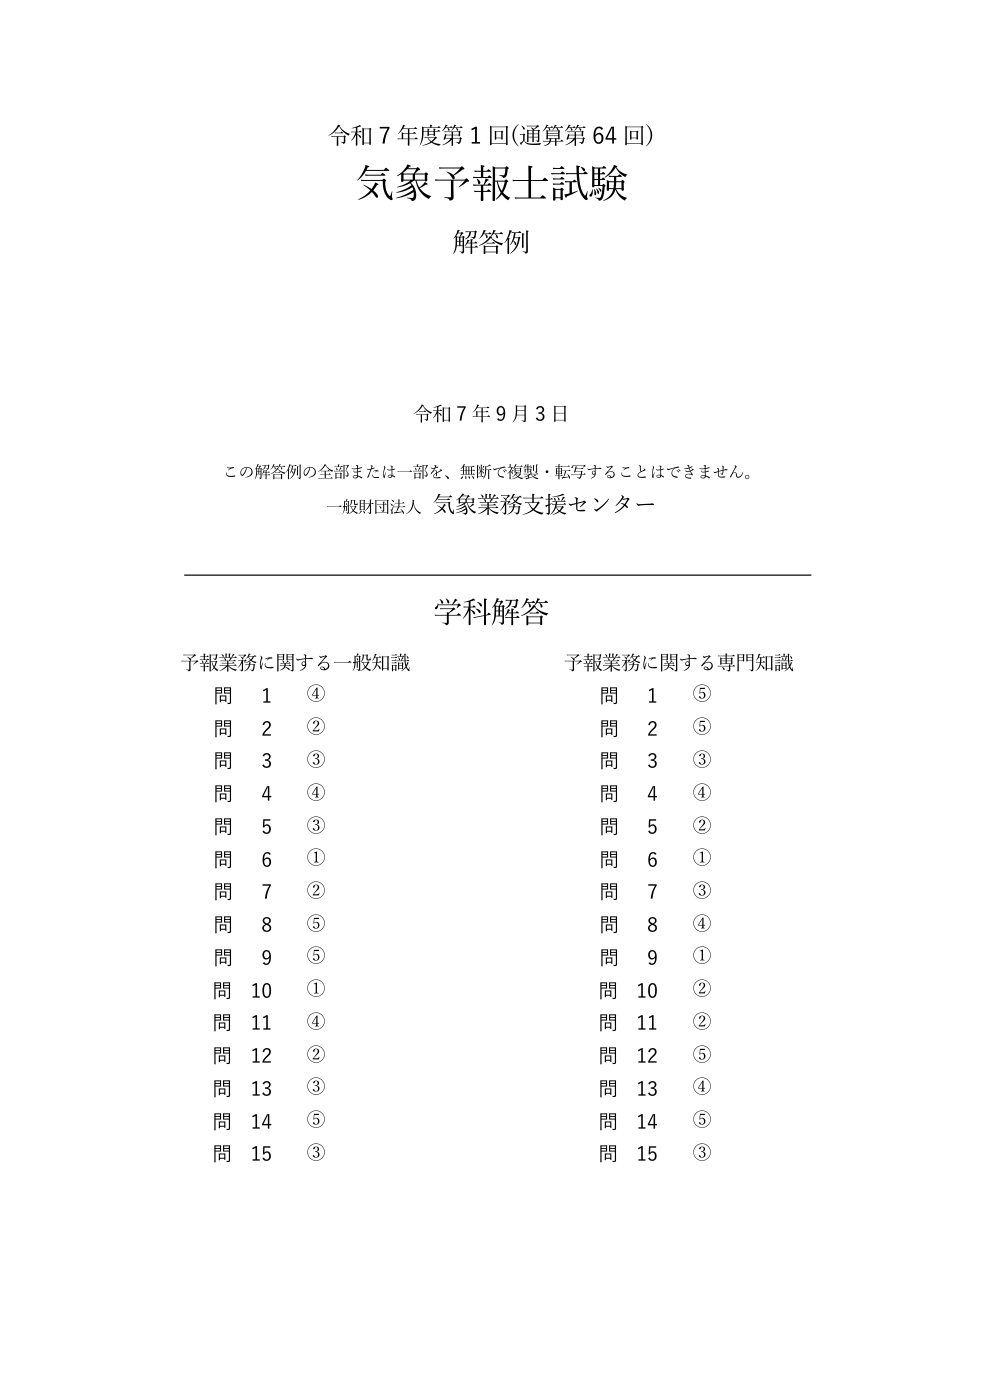 令和 7 年度第 1 回(通算第 64 回)
気象予報士試験
解答例
令和 7 年 9 月 3 日
この解答例の全部または一部を、無断で複製・転写することはできません。
一般財団法人 気象業務支援センター
学科解答
予報業務に関する一般知識
問 1 ④
問 2 ②
問 3 ③
問 4 ④
問 5 ③
問 6 ①
問 7 ②
問 8 ⑤
問 9 ⑤
問 10 ①
問 11 ④
問 12 ②
問 13 ③
問 14 ⑤
問 15 ③
予報業務に関する専門知識
問 1 ⑤
問 2 ⑤
問 3 ③
問 4 ④
問 5 ②
問 6 ①
問 7 ③
問 8 ④
問 9 ①
問 10 ②
問 11 ②
問 12 ⑤
問 13 ④
問 14 ⑤
問 15 ③